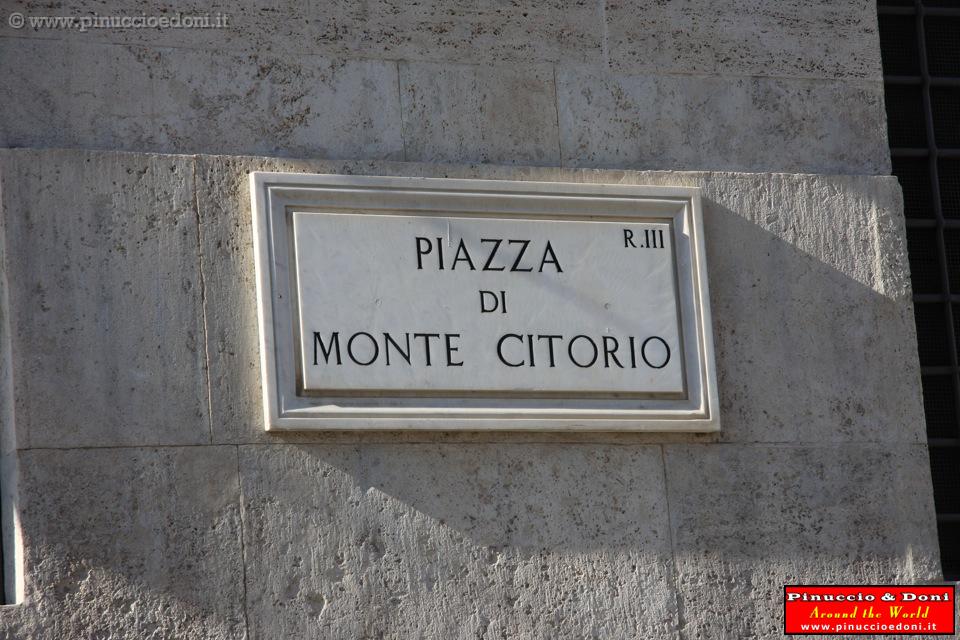 © www.pinuccioedoni.it
PIAZZA
R.III
DI
MONTE CITORIO
Pinuccio & Doni
Around the World
www.pinuccioedoni.it